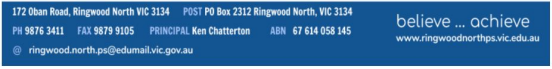 172 Oban Road, Ringwood North VIC 3134 POST PO Box 2312 Ringwood North, VIC 3134
PH 9876 3411 FAX 9879 9105 PRINCIPAL Ken Chatterton ABN 67 614 058 145
@ ringwood.north.ps@edumail.vic.gov.au
believe ... achieve
www.ringwoodnorthps.vic.edu.au